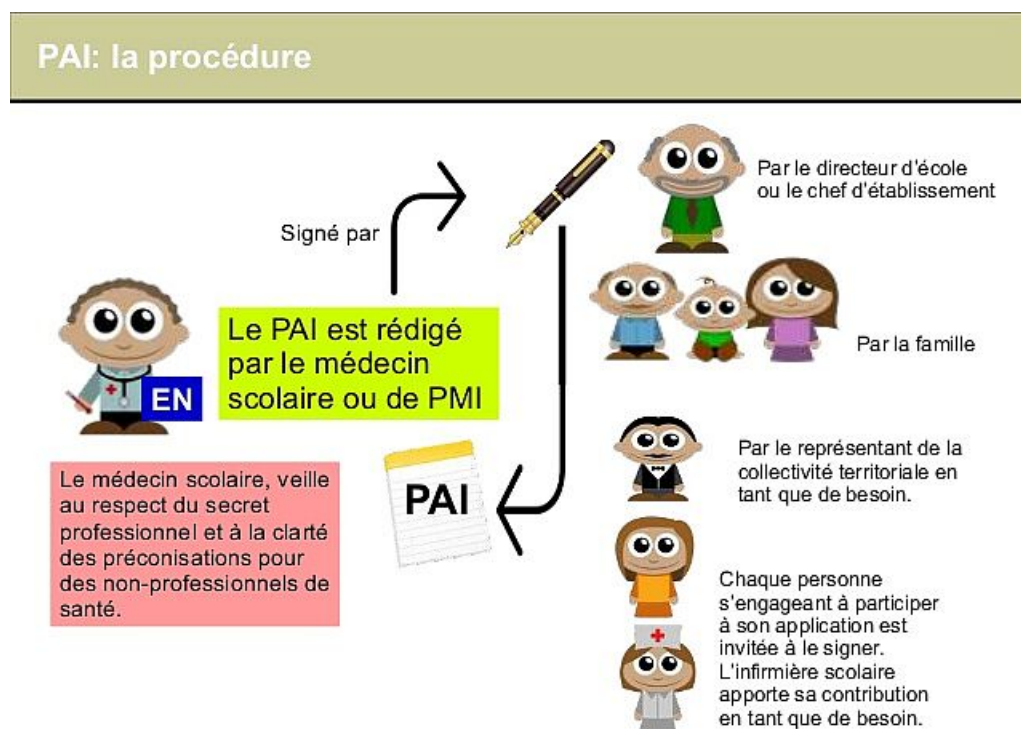 PAI: la procédure
Signé par
Par le directeur d'école
ou le chef d'établissement
Par la famille
EN
Le PAI est rédigé
par le médecin
scolaire ou de PMI
Le médecin scolaire, veille
au respect du secret
professionnel et à la clarté
des préconisations pour
des non-professionnels de
santé.
PAI
Par le représentant de la
collectivité territoriale en
tant que de besoin.
Chaque personne
s'engageant à participer
à son application est
invitée à le signer.
L'infirmière scolaire
apporte sa contribution
en tant que de besoin.